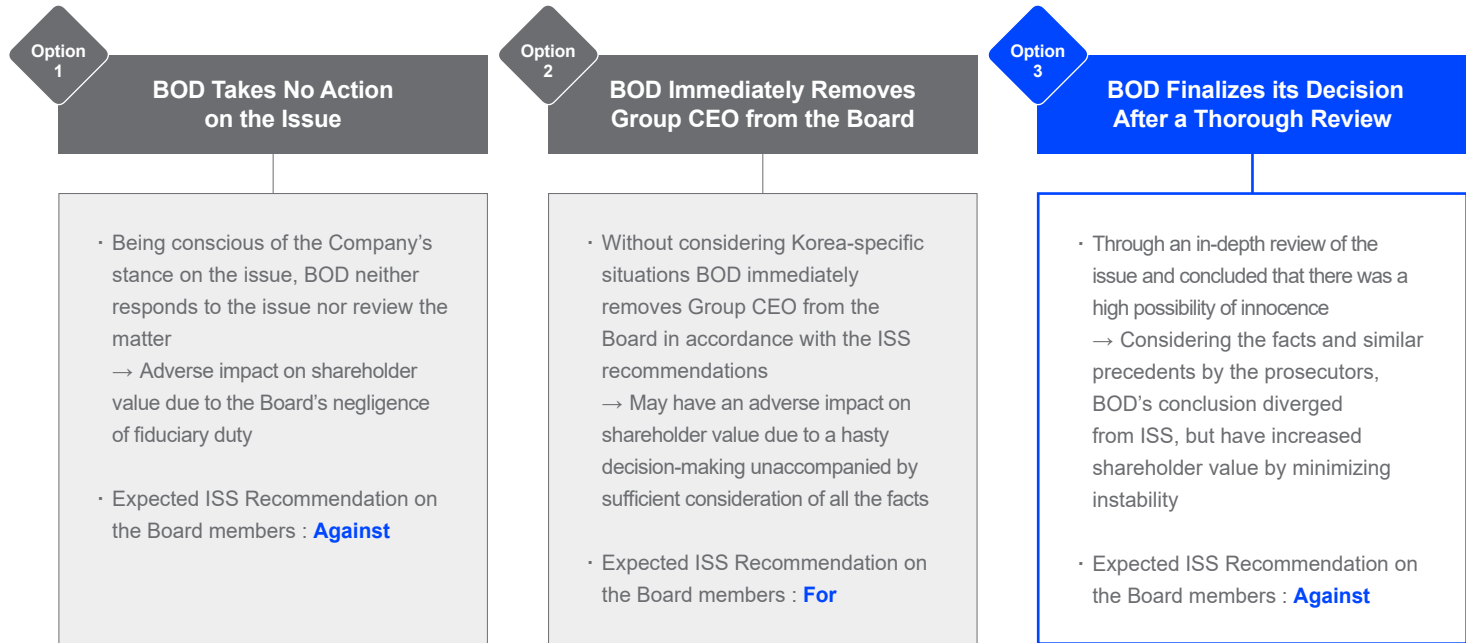 Option
1
BOD Takes No Action
on the Issue
· Being conscious of the Company's
stance on the issue, BOD neither
responds to the issue nor review the
matter
→ Adverse impact on shareholder
value due to the Board's negligence
of fiduciary duty
· Expected ISS Recommendation on
the Board members : Against
Option
2
BOD Immediately Removes
Group CEO from the Board
· Without considering Korea-specific
situations BOD immediately
removes Group CEO from the
Board in accordance with the ISS
recommendations
→ May have an adverse impact on
shareholder value due to a hasty
decision-making unaccompanied by
sufficient consideration of all the facts
· Expected ISS Recommendation on
the Board members : For
Option
3
BOD Finalizes its Decision
After a Thorough Review
· Through an in-depth review of the
issue and concluded that there was a
high possibility of innocence
→ Considering the facts and similar
precedents by the prosecutors,
BOD's conclusion diverged
from ISS, but have increased
shareholder value by minimizing
instability
· Expected ISS Recommendation on
the Board members : Against